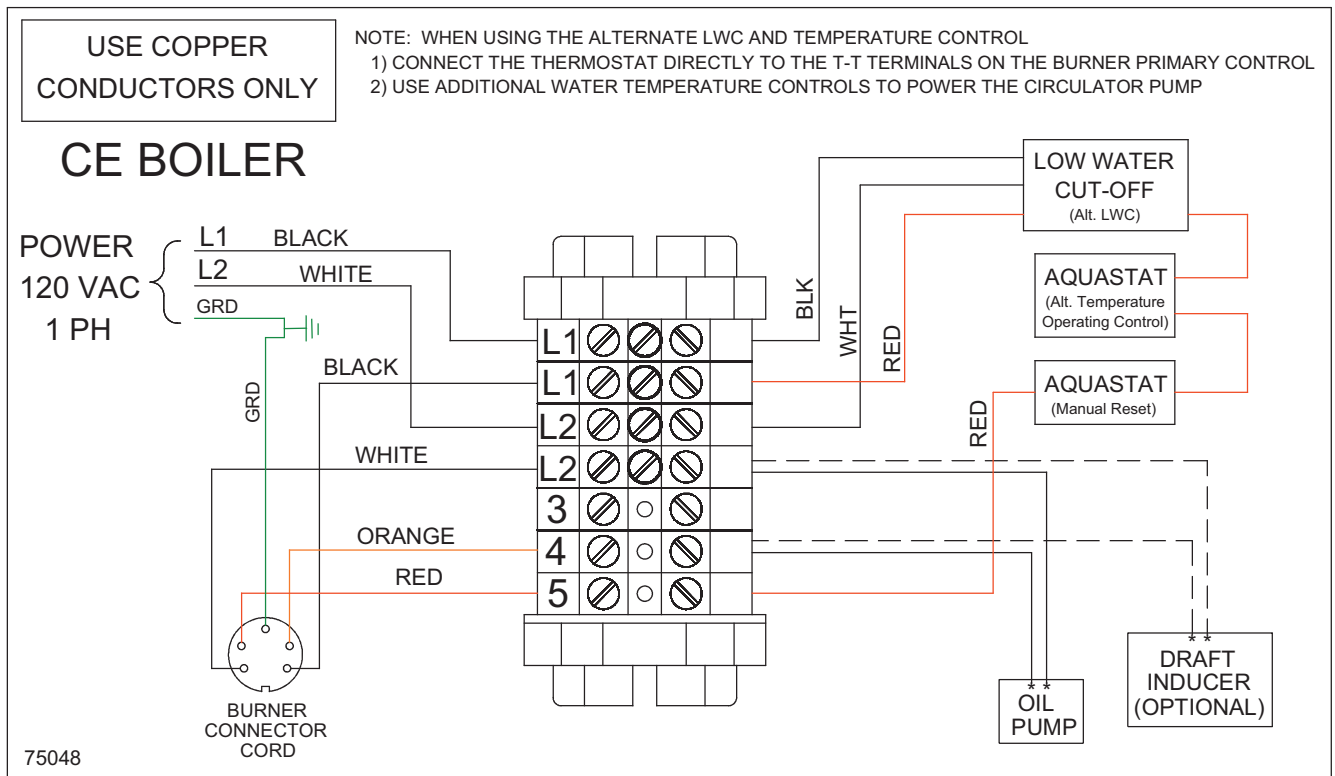 USE COPPER
CONDUCTORS ONLY
NOTE: WHEN USING THE ALTERNATE LWC AND TEMPERATURE CONTROL
1) CONNECT THE THERMOSTAT DIRECTLY TO THE T-T TERMINALS ON THE BURNER PRIMARY CONTROL
2) USE ADDITIONAL WATER TEMPERATURE CONTROLS TO POWER THE CIRCULATOR PUMP
CE BOILER
POWER
120 VAC
1 PH
L1 BLACK
L2 WHITE
GRD
GRD
BLACK
WHITE
ORANGE
RED
BURNER
CONNECTOR
CORD
L1
L1
L2
L2
3
4
5
BLK
WHT
RED
RED
LOW WATER
CUT-OFF
(Alt. LWC)
AQUASTAT
(Alt. Temperature
Operating Control)
AQUASTAT
(Manual Reset)
* *
OIL
PUMP
* *
DRAFT
INDUCER
(OPTIONAL)
75048